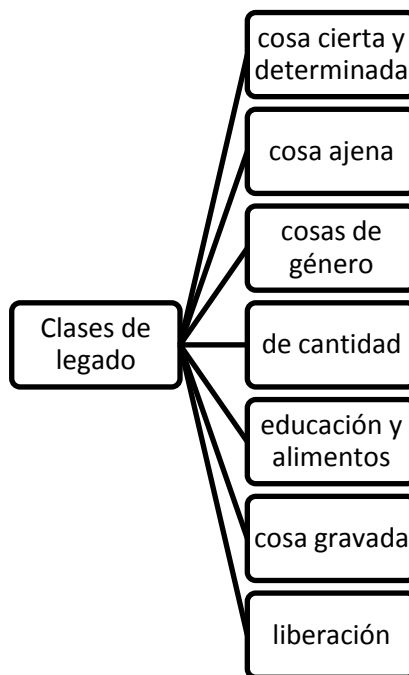 Clases de
legado
cosa cierta y
determinada
cosa ajena
cosas de
género
de cantidad
educación y
alimentos
cosa gravada
liberación